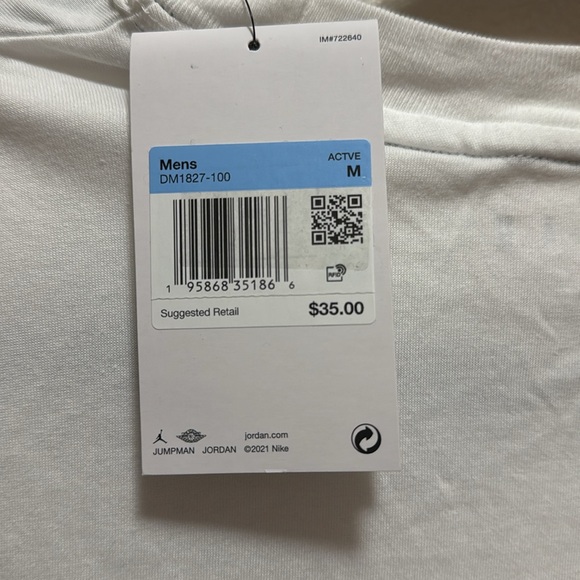 IM#722640
Mens ACTVE
DM1827-100 M
RFID
1 95868 35186 6
Suggested Retail $35.00
jordan.com
JUMPMAN JORDAN ©2021 Nike